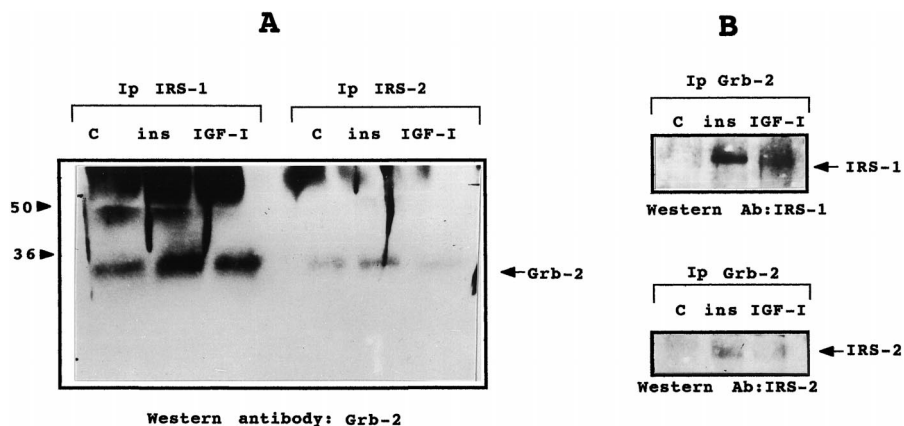 A
Ip IRS-1
Ip IRS-2
C ins IGF-I
C ins IGF-I
50
36
Grb-2
Western antibody: Grb-2
B
Ip Grb-2
C ins IGF-I
IRS-1
Western Ab:IRS-1
Ip Grb-2
C ins IGF-I
IRS-2
Western Ab:IRS-2